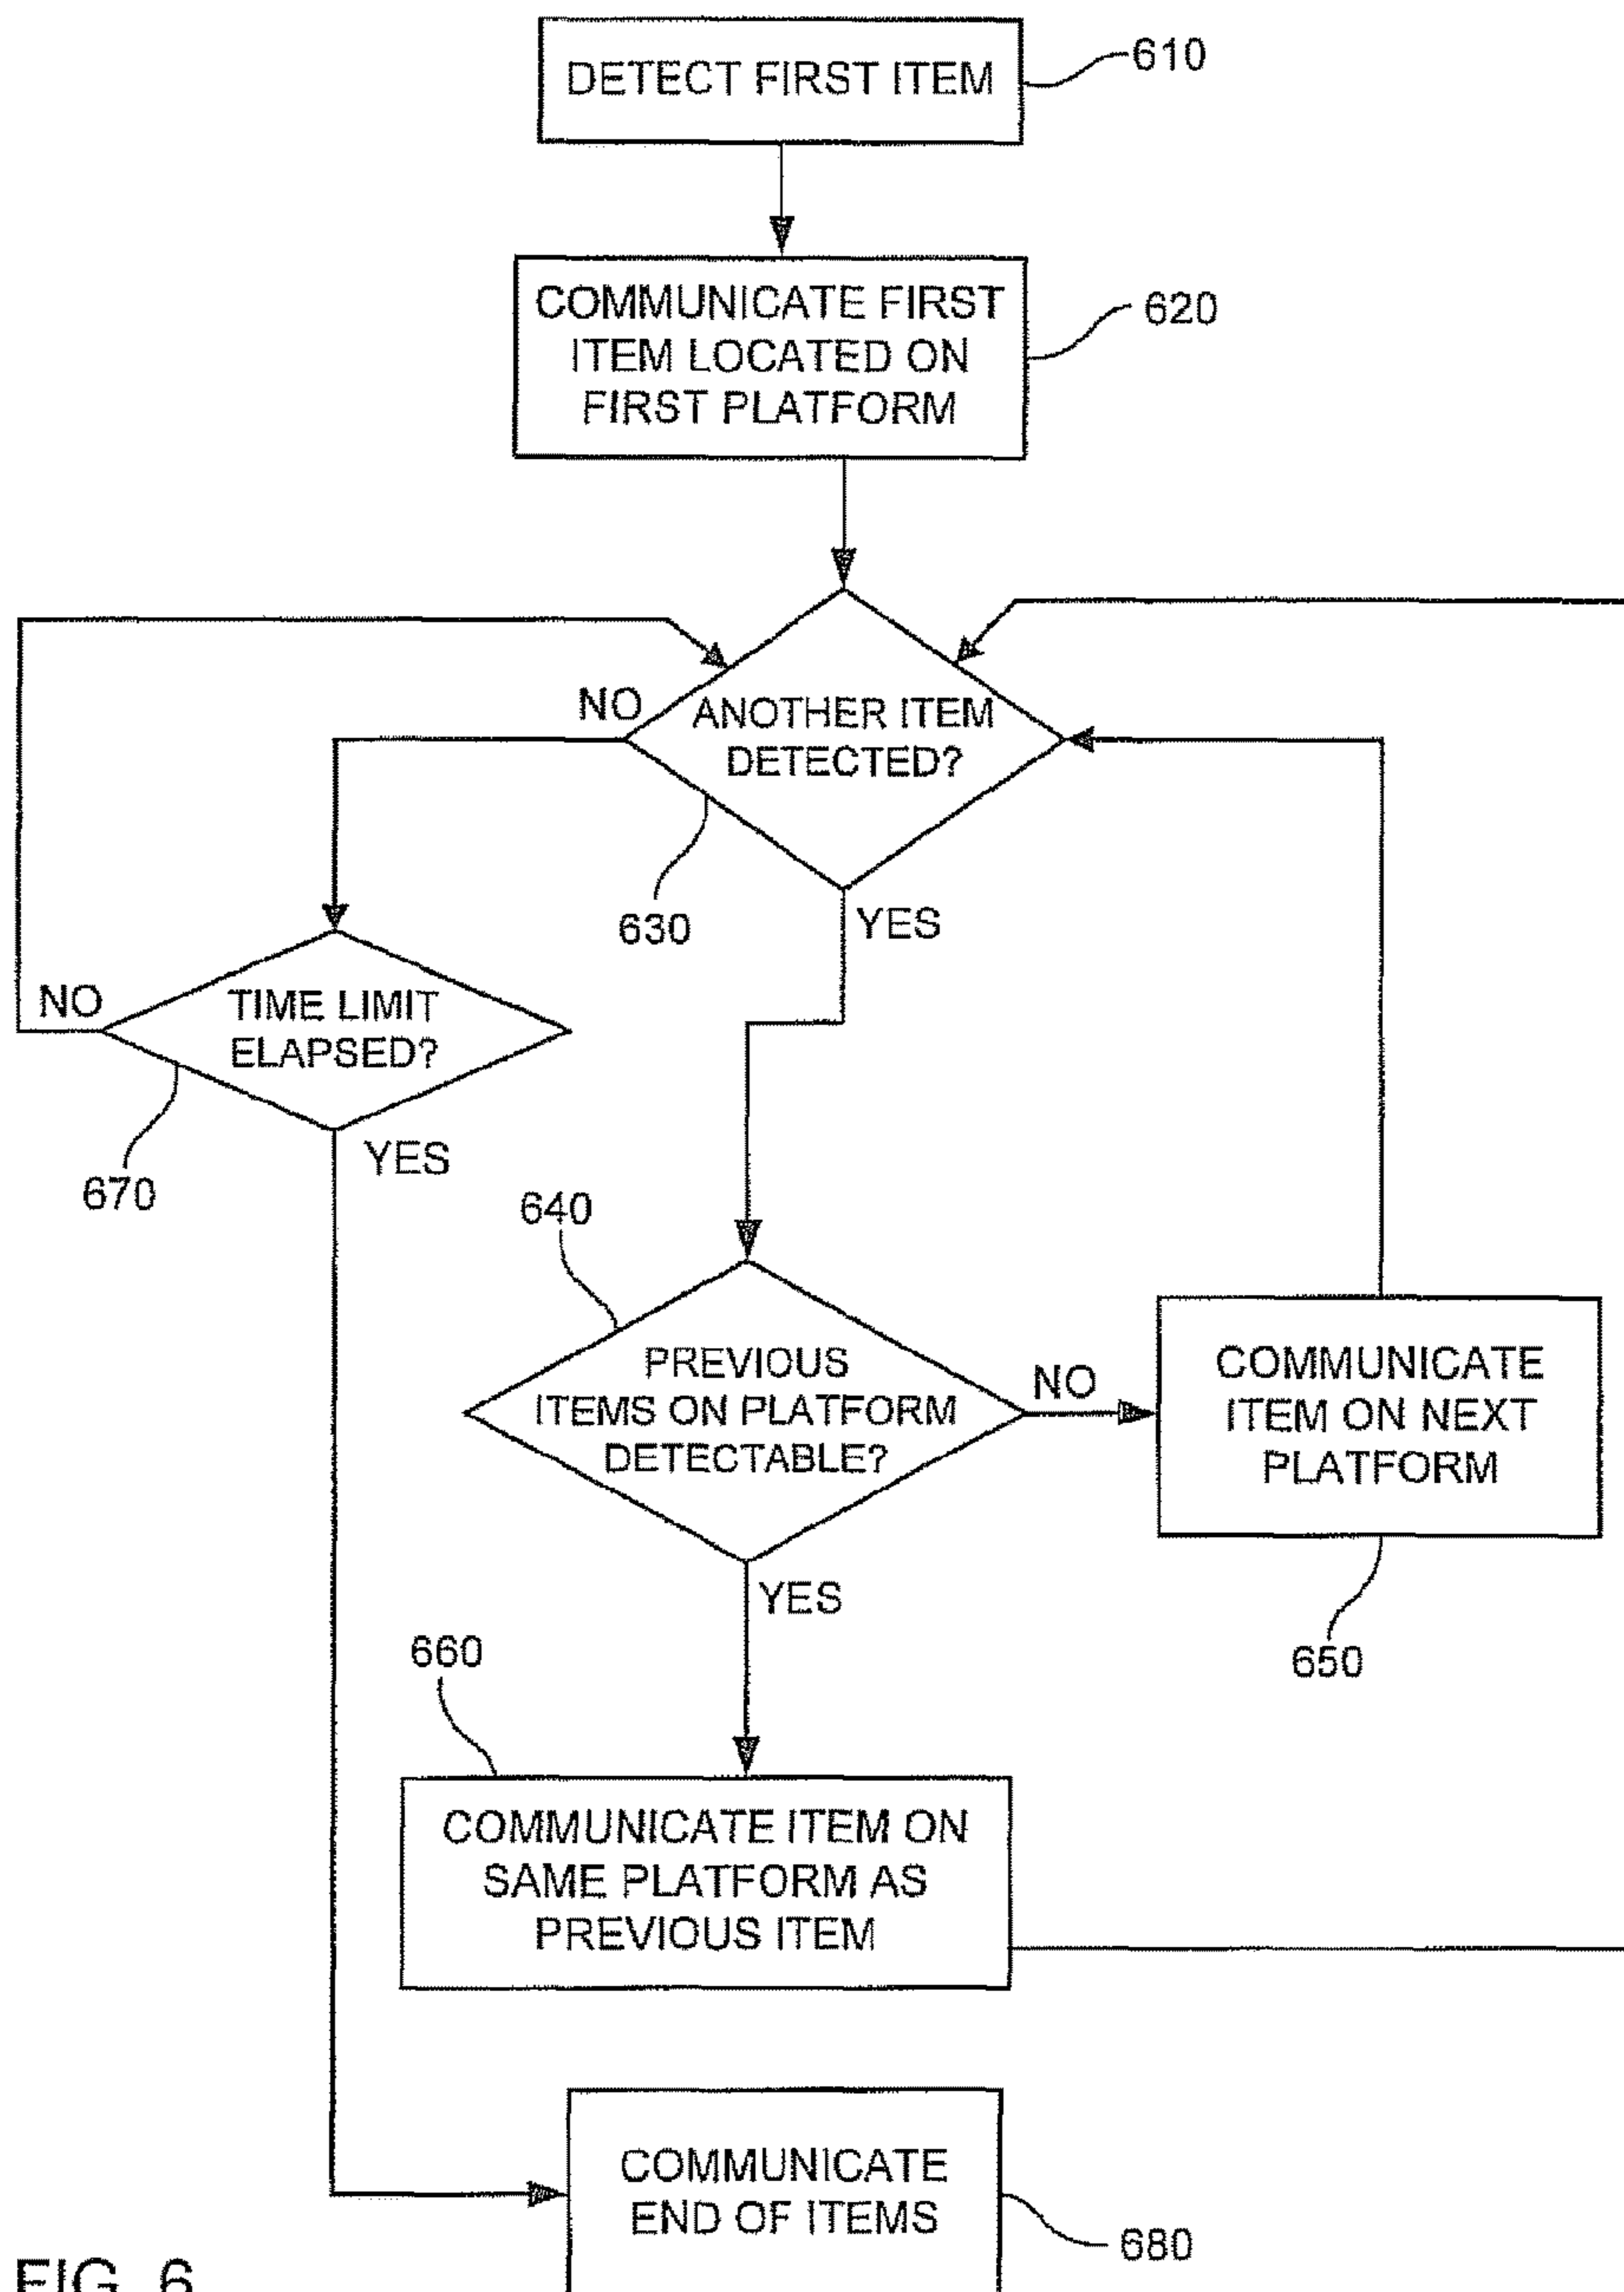 DETECT FIRST ITEM
610
COMMUNICATE FIRST
ITEM LOCATED ON
FIRST PLATFORM
620
NO
ANOTHER ITEM
DETECTED?
630
YES
NO
TIME LIMIT
ELAPSED?
670
YES
640
PREVIOUS
ITEMS ON PLATFORM
DETECTABLE?
NO
COMMUNICATE
ITEM ON NEXT
PLATFORM
650
YES
660
COMMUNICATE ITEM ON
SAME PLATFORM AS
PREVIOUS ITEM
COMMUNICATE
END OF ITEMS
680
FIG. 6